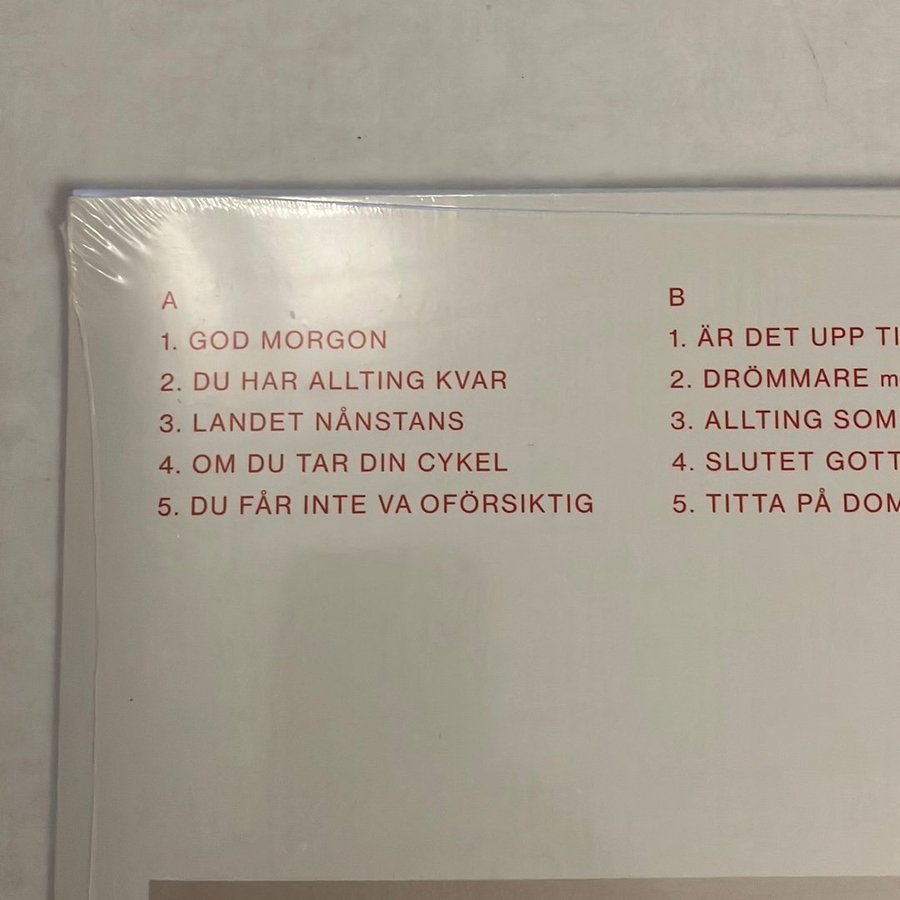 A
1. GOD MORGON
2. DU HAR ALLTING KVAR
3. LANDET NÅNSTANS
4. OM DU TAR DIN CYKEL
5. DU FÅR INTE VA OFÖRSIKTIG
B
1. ÄR DET UPP
2. DRÖMMARE
3. ALLTING SOM
4. SLUTET GOTT
5. TITTA PÅ